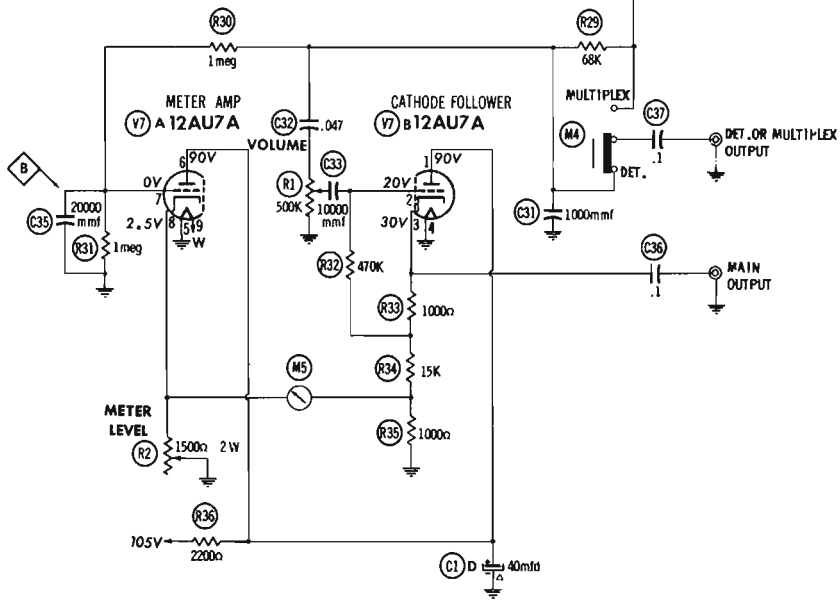 R30
1meg
R29
68K
METER AMP
V7 A 12AU7A
C32 .047
VOLUME
CATHODE FOLLOWER
V7 B 12AU7A
MULTIPLEX
C37
.1
M4
DET. OR MULTIPLEX
OUTPUT
DET.
B
6 90V
0V
7
2.5V
8 5 9
W
C35
20000
mmf
R31
1meg
R1
500K
C33
10000
mmf
1 90V
20V
2
30V
3 4
C31
1000mmf
R32
470K
C36
.1
MAIN
OUTPUT
R33
1000Ω
M5
R34
15K
METER
LEVEL
R2
1500Ω 2W
R35
1000Ω
R36
105V
2200Ω
C1 D
40mfd